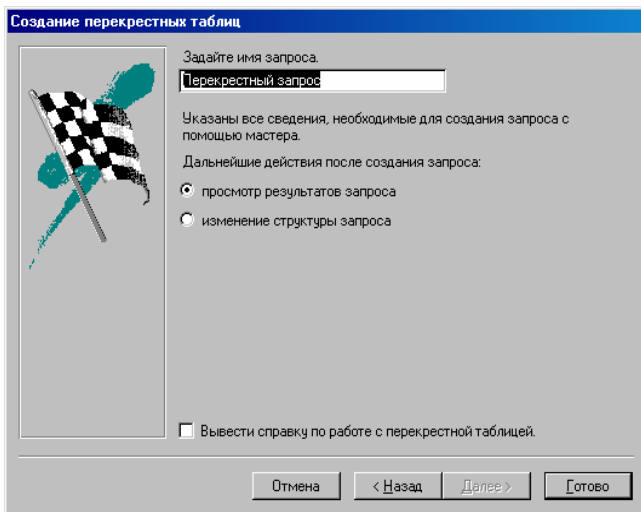 Создание перекрестных таблиц
Задайте имя запроса.
Перекрестный запрос
Указаны все сведения, необходимые для создания запроса с
помощью мастера.
Дальнейшие действия после создания запроса:
просмотр результатов запроса
изменение структуры запроса
Вывести справку по работе с перекрестной таблицей.
Отмена
< Назад
Далее >
Готово